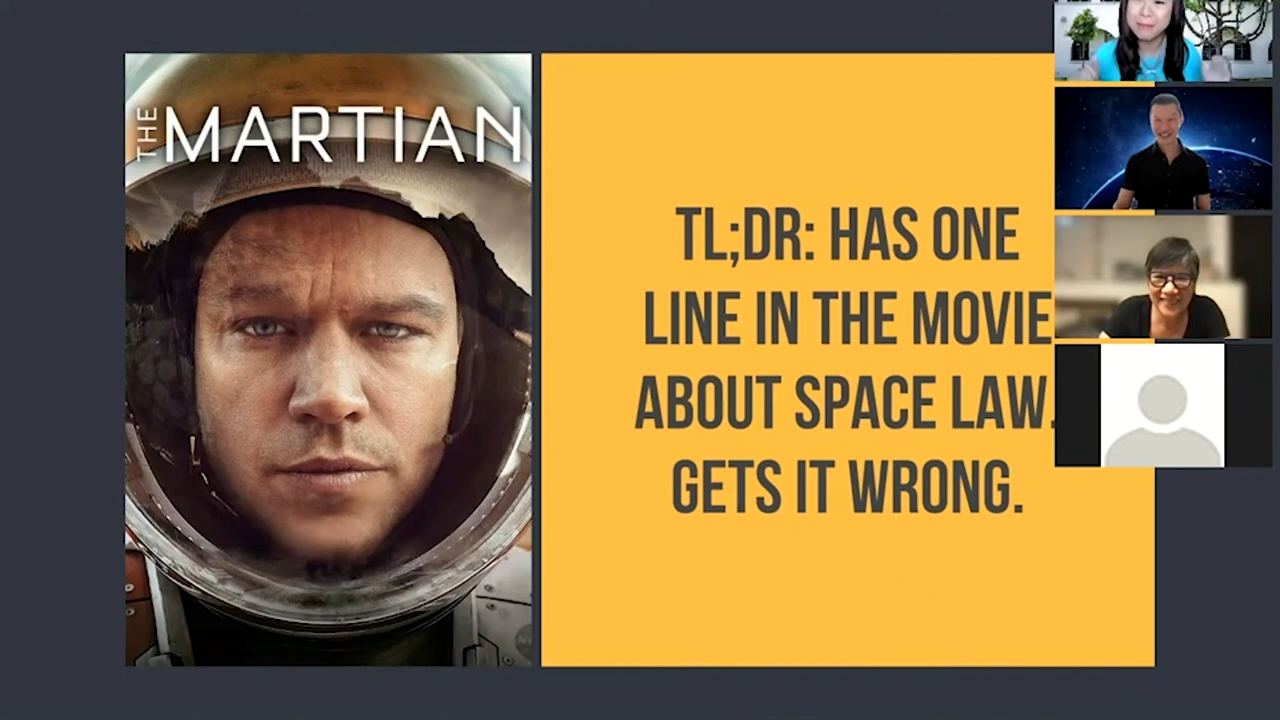 THE MARTIAN
TL;DR: HAS ONE
LINE IN THE MOVIE
ABOUT SPACE LAW.
GETS IT WRONG.